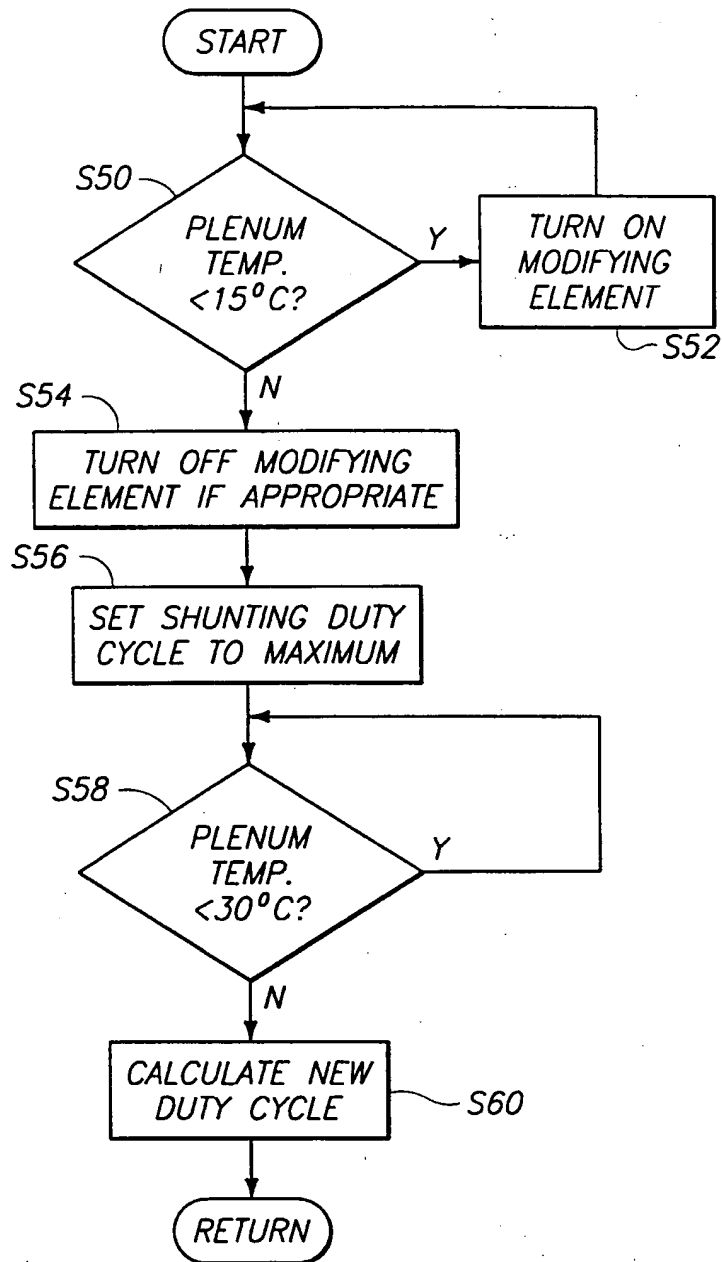 START
S50
PLENUM
TEMP.
<15°C?
Y
TURN ON
MODIFYING
ELEMENT
S52
N
S54
TURN OFF MODIFYING
ELEMENT IF APPROPRIATE
S56
SET SHUNTING DUTY
CYCLE TO MAXIMUM
S58
PLENUM
TEMP.
<30°C?
Y
N
CALCULATE NEW
DUTY CYCLE
S60
RETURN